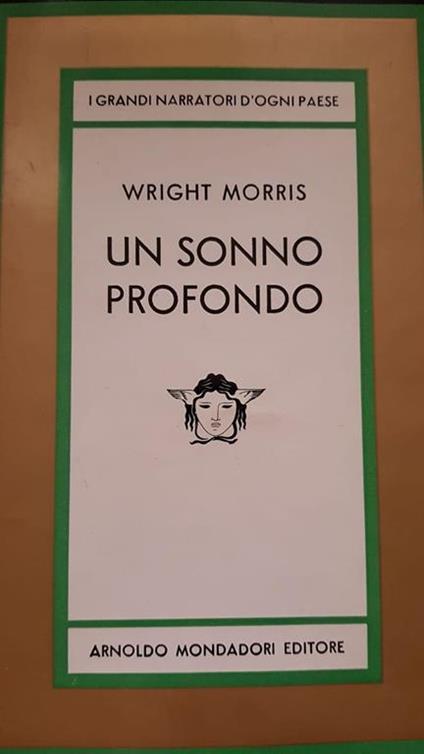 I GRANDI NARRATORI D'OGNI PAESE
WRIGHT MORRIS
UN SONNO
PROFONDO
ARNOLDO MONDADORI EDITORE